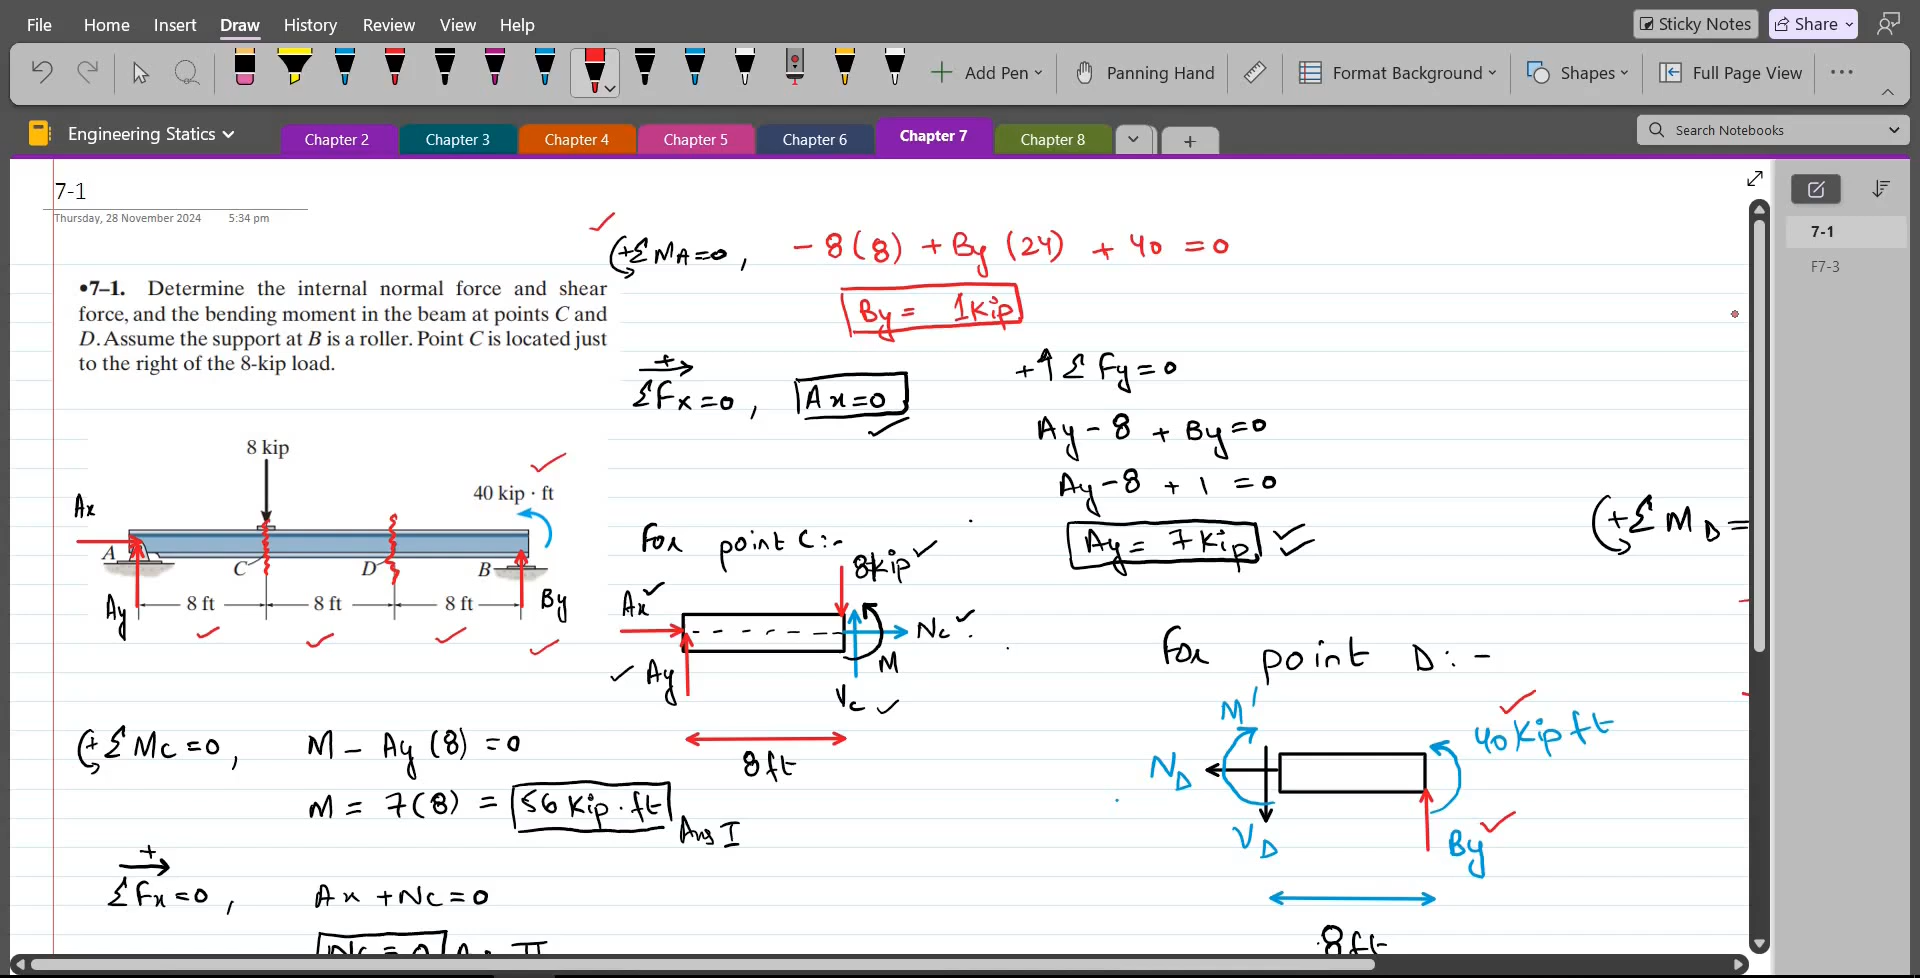 File Home Insert Draw History Review View Help
Sticky Notes Share
Add Pen Panning Hand Format Background Shapes Full Page View
Engineering Statics Chapter 2 Chapter 3 Chapter 4 Chapter 5 Chapter 6 Chapter 7 Chapter 8 + Search Notebooks
7-1
Thursday, 28 November 2024 5:34 pm
7-1
F7-3
•7–1. Determine the internal normal force and shear
force, and the bending moment in the beam at points C and
D. Assume the support at B is a roller. Point C is located just
to the right of the 8-kip load.
8 kip
40 kip · ft
Ax
A
C
D
B
Ay
By
8 ft 8 ft 8 ft
(+ΣMA=0, -8(8) + By(24) + 40 = 0
By = 1kip
+
ΣFx=0, Ax=0
+↑ΣFy=0
Ay-8 + By=0
Ay-8 + 1 = 0
Ay = 7kip
For point C:-
8kip
Ax
Nc
M
Ay
Vc
8ft
(+ΣMC=0, M - Ay(8) = 0
M = 7(8) = 56 Kip.ft
Ans I
+
ΣFx=0, Ax + Nc = 0
Nc = 0 Ans II
(+ΣMD=
For point D:-
M'
40Kip ft
ND
VD
By
8ft